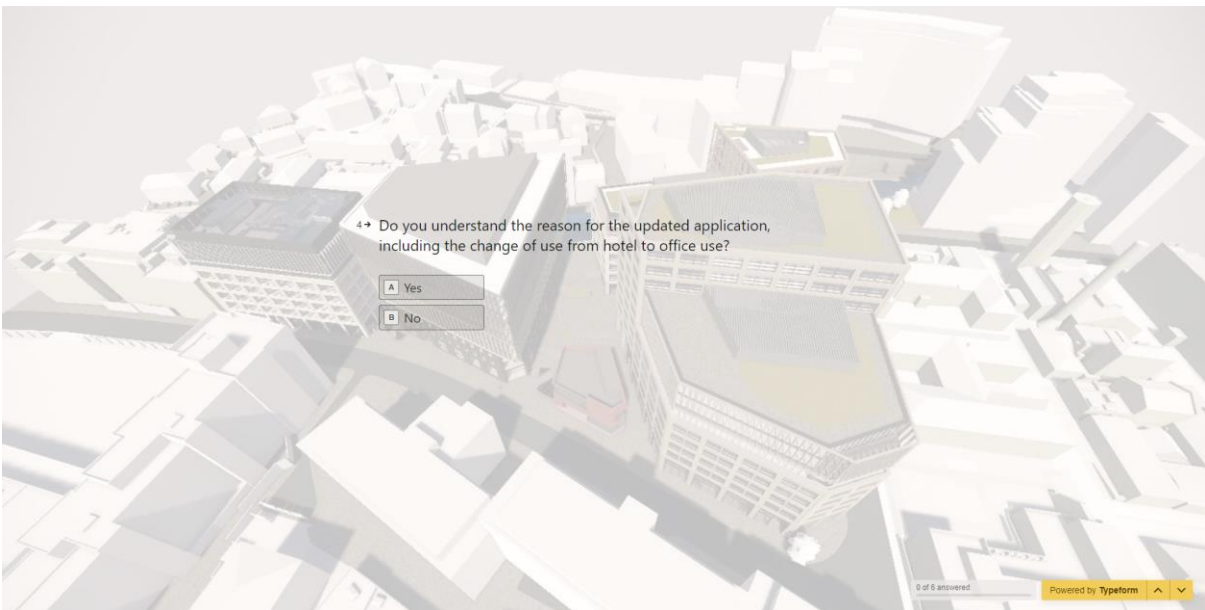 4→ Do you understand the reason for the updated application,
including the change of use from hotel to office use?
A Yes
B No
0 of 6 answered
Powered by Typeform